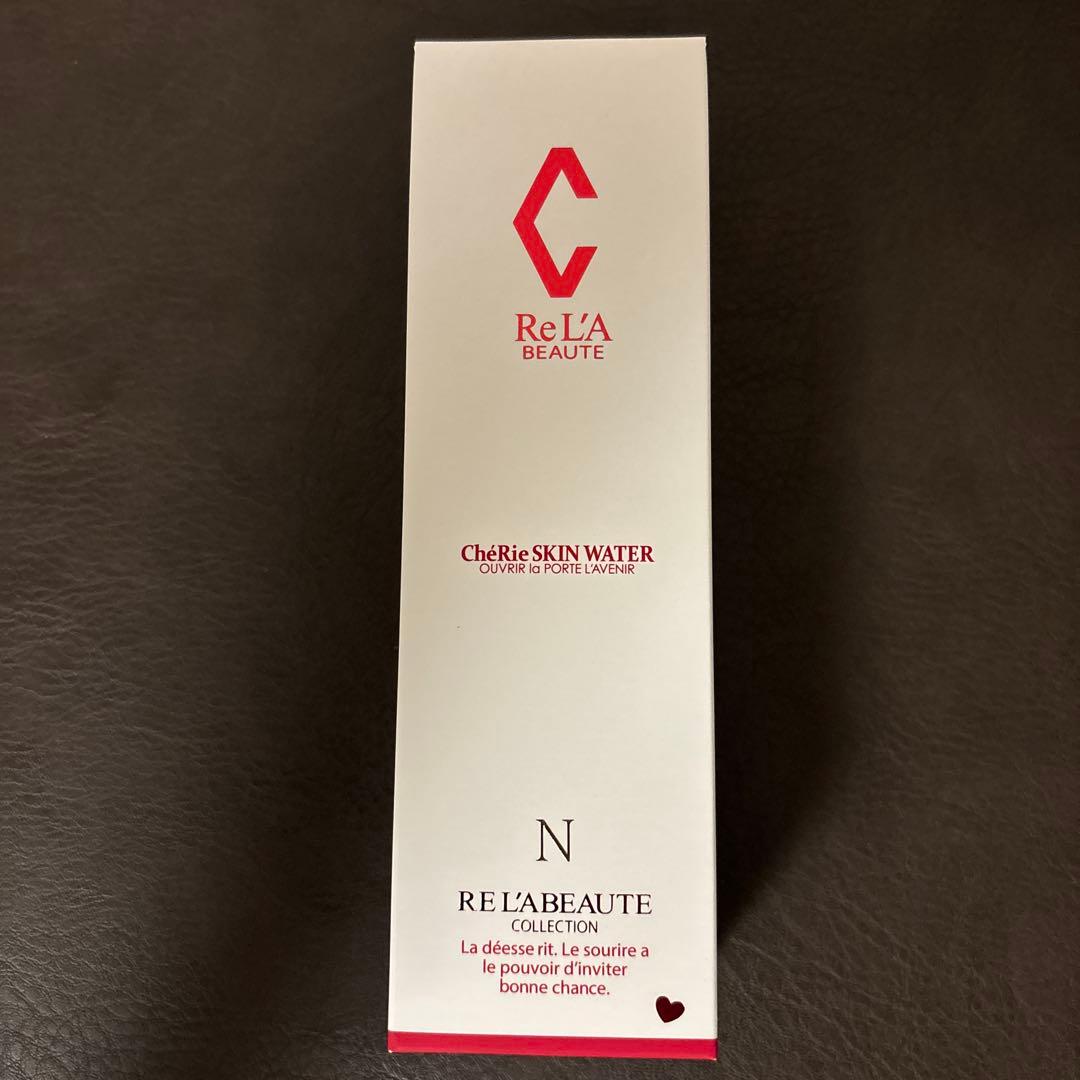 C
ReL'A
BEAUTE
ChéRie SKIN WATER
OUVRIR la PORTE L'AVENIR
N
RE L'ABEAUTE
COLLECTION
La déesse rit. Le sourire a
le pouvoir d'inviter
bonne chance.